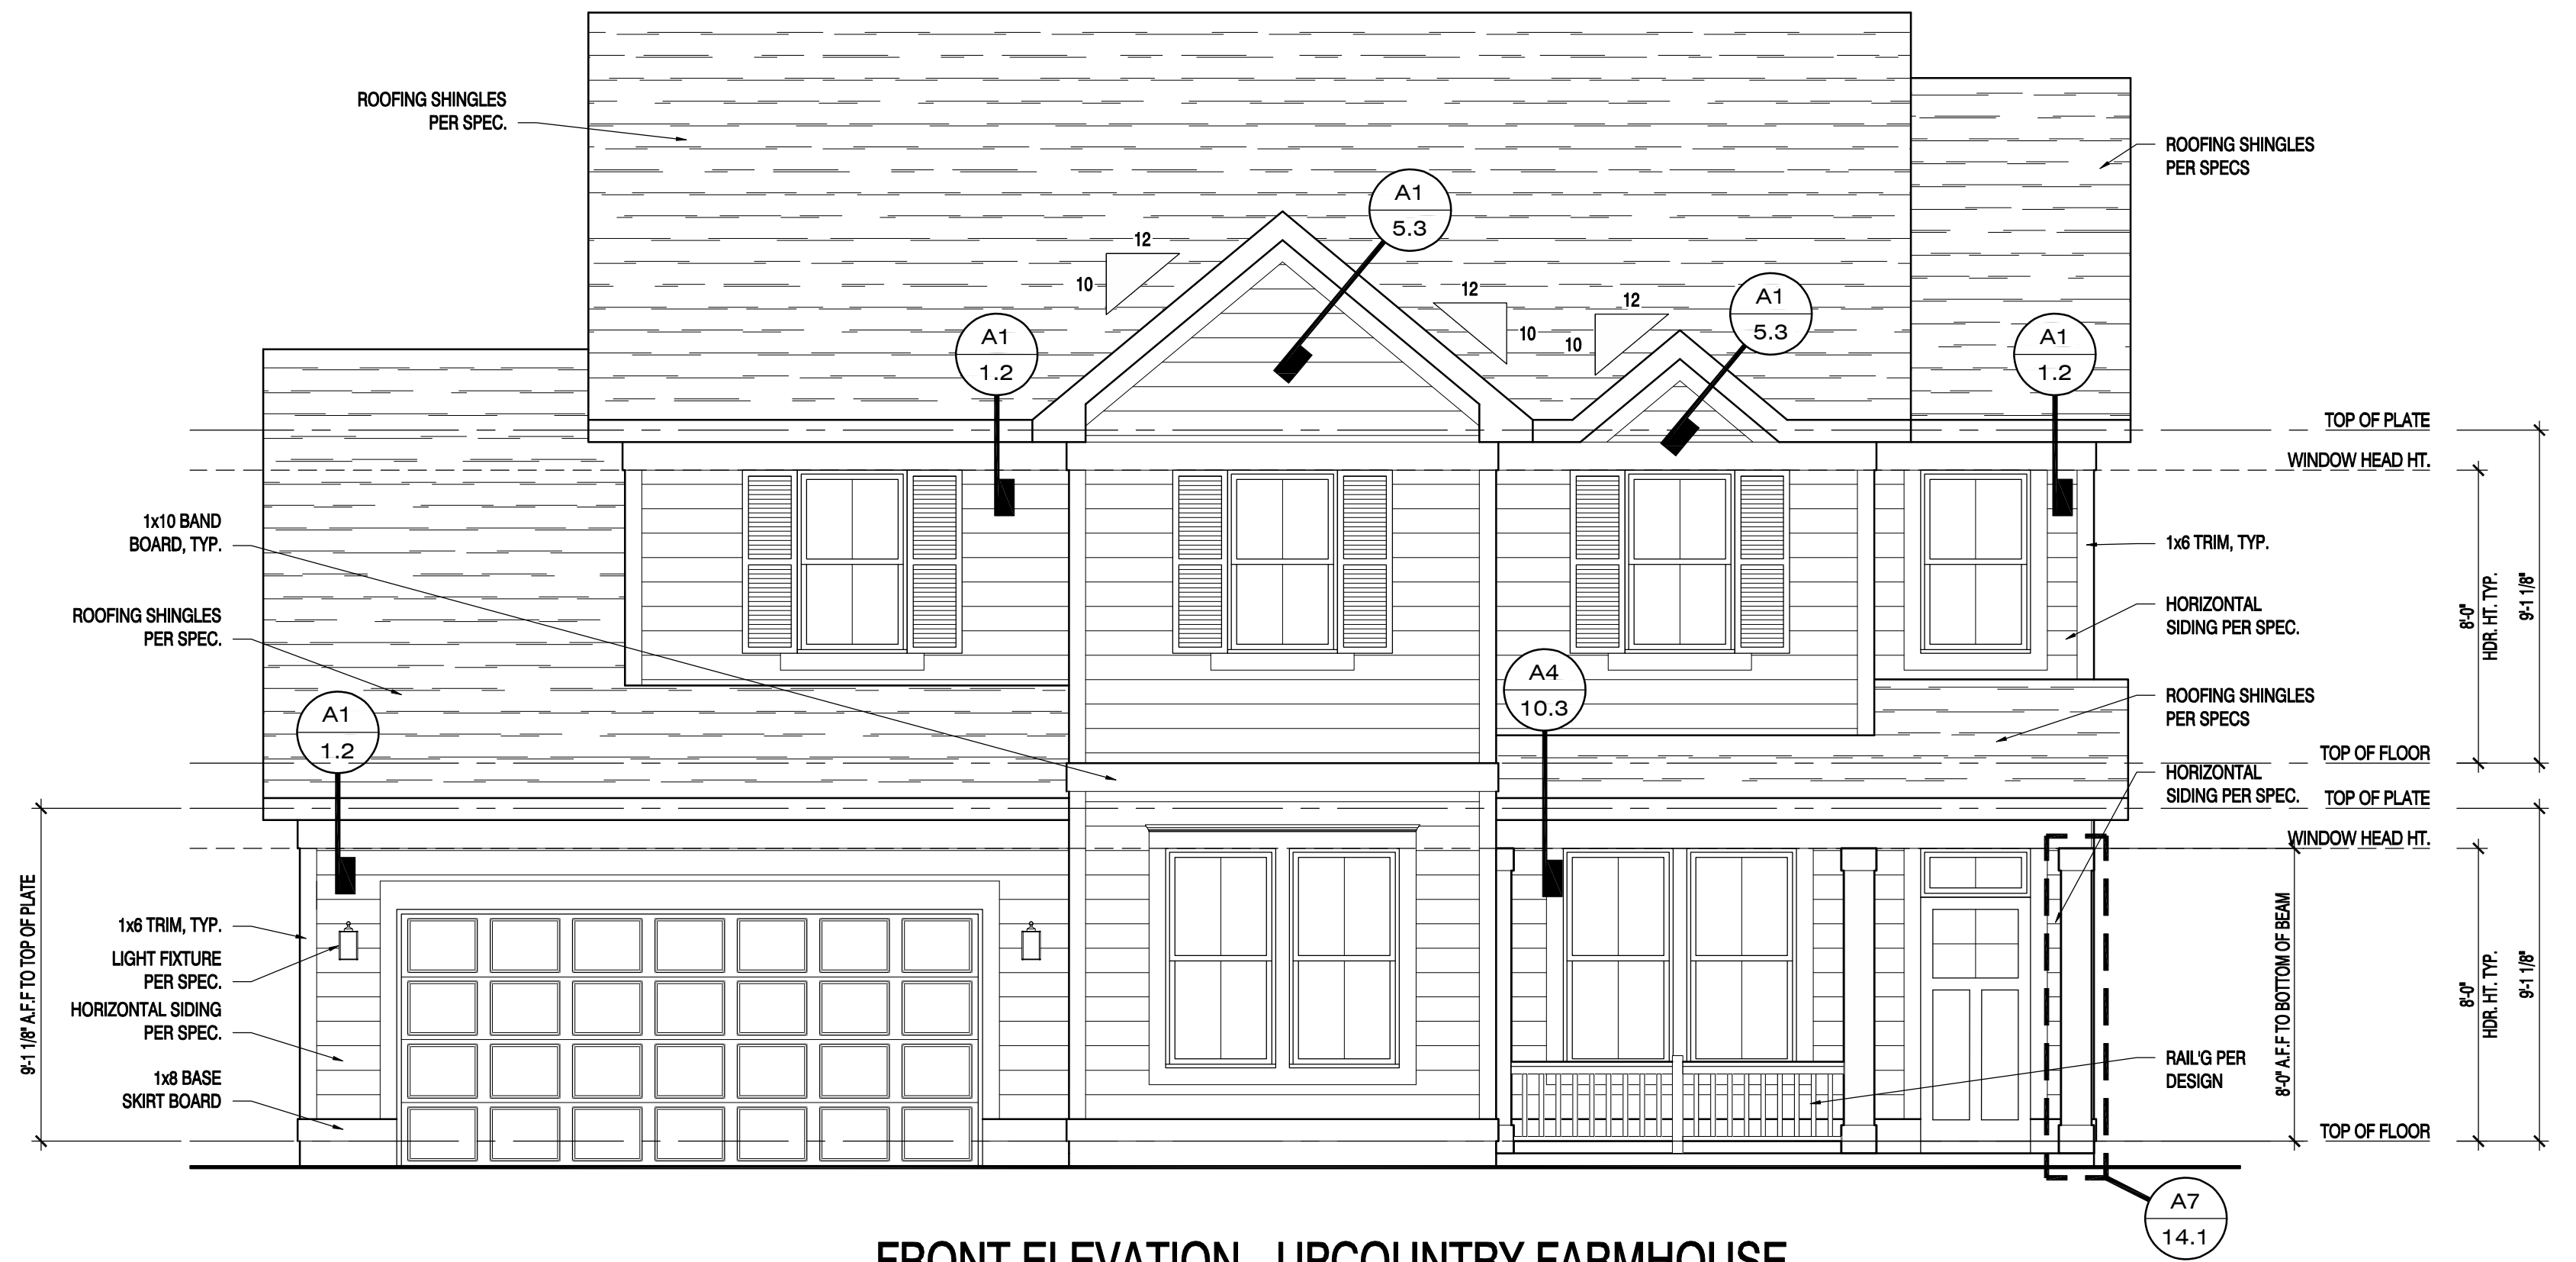 ROOFING SHINGLES
PER SPEC.
ROOFING SHINGLES
PER SPECS
A1
5.3
12
10
A1
5.3
12
10
12
10
A1
1.2
A1
1.2
TOP OF PLATE
WINDOW HEAD HT.
1x10 BAND
BOARD, TYP.
1x6 TRIM, TYP.
8'-0"
HDR. HT. TYP.
9'-1 1/8"
ROOFING SHINGLES
PER SPEC.
HORIZONTAL
SIDING PER SPEC.
A4
10.3
A1
1.2
ROOFING SHINGLES
PER SPECS
TOP OF FLOOR
HORIZONTAL
SIDING PER SPEC.
TOP OF PLATE
WINDOW HEAD HT.
9'-1 1/8" A.F.F TO TOP OF PLATE
1x6 TRIM, TYP.
LIGHT FIXTURE
PER SPEC.
HORIZONTAL SIDING
PER SPEC.
1x8 BASE
SKIRT BOARD
8'-0" A.F.F TO BOTTOM OF BEAM
8'-0"
HDR. HT. TYP.
9'-1 1/8"
RAIL'G PER
DESIGN
TOP OF FLOOR
A7
14.1
FRONT ELEVATION - UPCOUNTRY FARMHOUSE